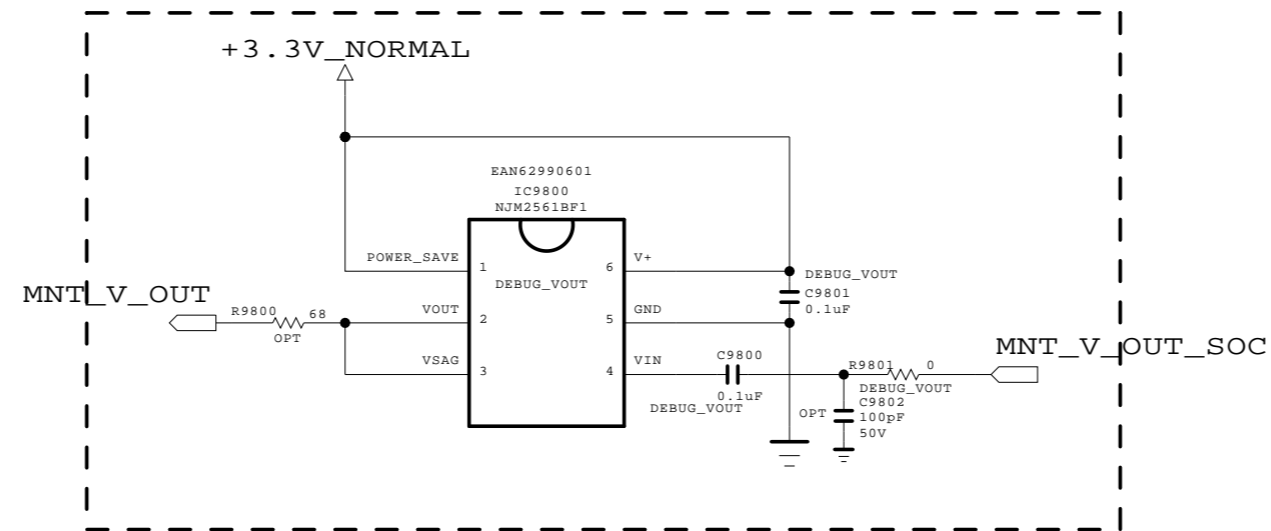 +3.3V_NORMAL
EAN62990601
IC9800
NJM2561BF1
POWER_SAVE
1
6
V+
DEBUG_VOUT
DEBUG_VOUT
C9801
0.1uF
MNT_V_OUT
R9800
68
OPT
VOUT
2
5
GND
VSAG
3
4
VIN
C9800
0.1uF
DEBUG_VOUT
MNT_V_OUT_SOC
R9801
0
DEBUG_VOUT
OPT
C9802
100pF
50V